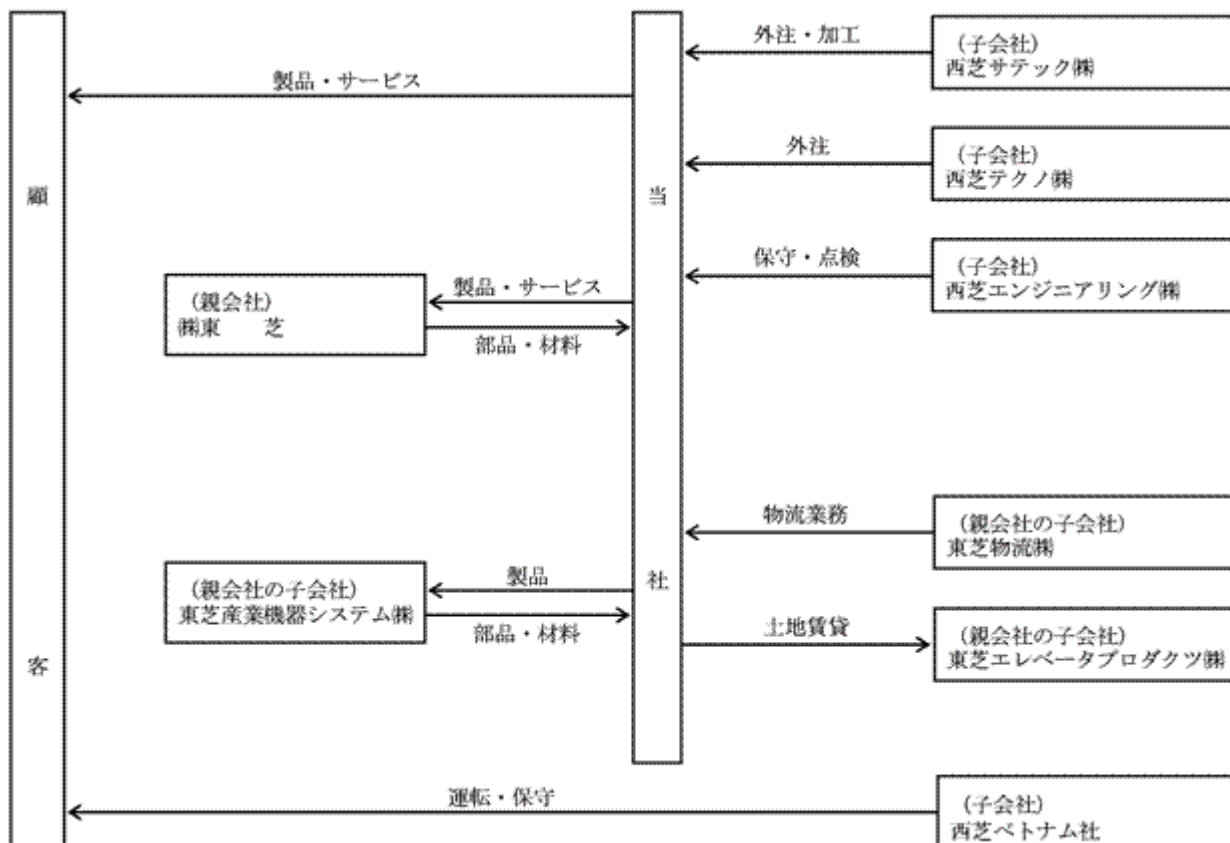 顧客
当社
製品・サービス
外注・加工
(子会社)
西芝サテック㈱
外注
(子会社)
西芝テクノ㈱
保守・点検
(子会社)
西芝エンジニアリング㈱
(親会社)
㈱東　芝
製品・サービス
部品・材料
物流業務
(親会社の子会社)
東芝物流㈱
(親会社の子会社)
東芝産業機器システム㈱
製品
部品・材料
土地賃貸
(親会社の子会社)
東芝エレベータプロダクツ㈱
運転・保守
(子会社)
西芝ベトナム社